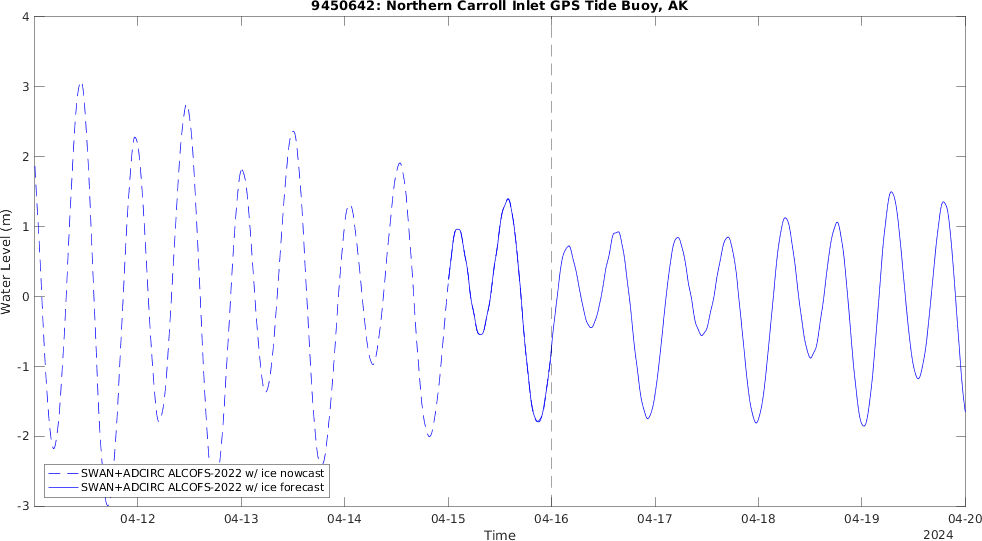 9450642: Northern Carroll Inlet GPS Tide Buoy, AK
Water Level (m)
4
3
2
1
0
-1
-2
-3
SWAN+ADCIRC ALCOFS-2022 w/ ice nowcast
SWAN+ADCIRC ALCOFS-2022 w/ ice forecast
04-12 04-13 04-14 04-15 04-16 04-17 04-18 04-19 04-20
Time
2024